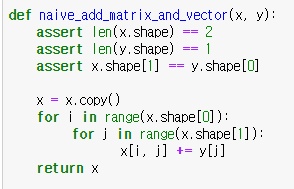 def naive_add_matrix_and_vector(x, y):
    assert len(x.shape) == 2
    assert len(y.shape) == 1
    assert x.shape[1] == y.shape[0]

    x = x.copy()
    for i in range(x.shape[0]):
        for j in range(x.shape[1]):
            x[i, j] += y[j]
    return x